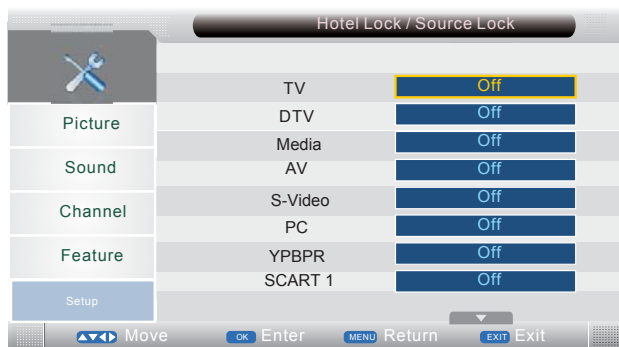 Hotel Lock / Source Lock
TV Off
DTV Off
Picture
Media Off
Sound
AV Off
S-Video Off
Channel
PC Off
Feature
YPBPR Off
SCART 1 Off
Setup
Move OK Enter MENU Return EXIT Exit